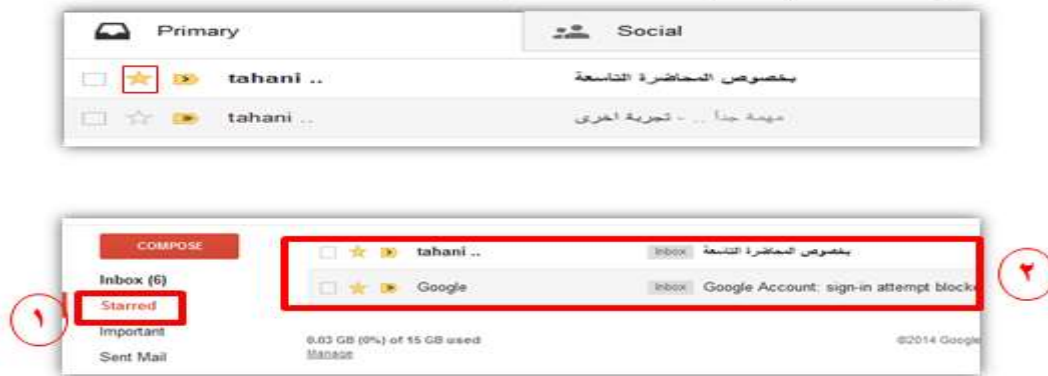 Primary Social
tahani .. بخصوص المحاضرة التاسعة
tahani .. مهمة جداً .. - تجربة اخرى
COMPOSE
tahani .. Inbox بخصوص المحاضرة التاسعة
Inbox (6)
Google Inbox Google Account: sign-in attempt blocke
Starred
١
٢
Important
0.03 GB (0%) of 15 GB used ©2014 Google
Sent Mail
Manage